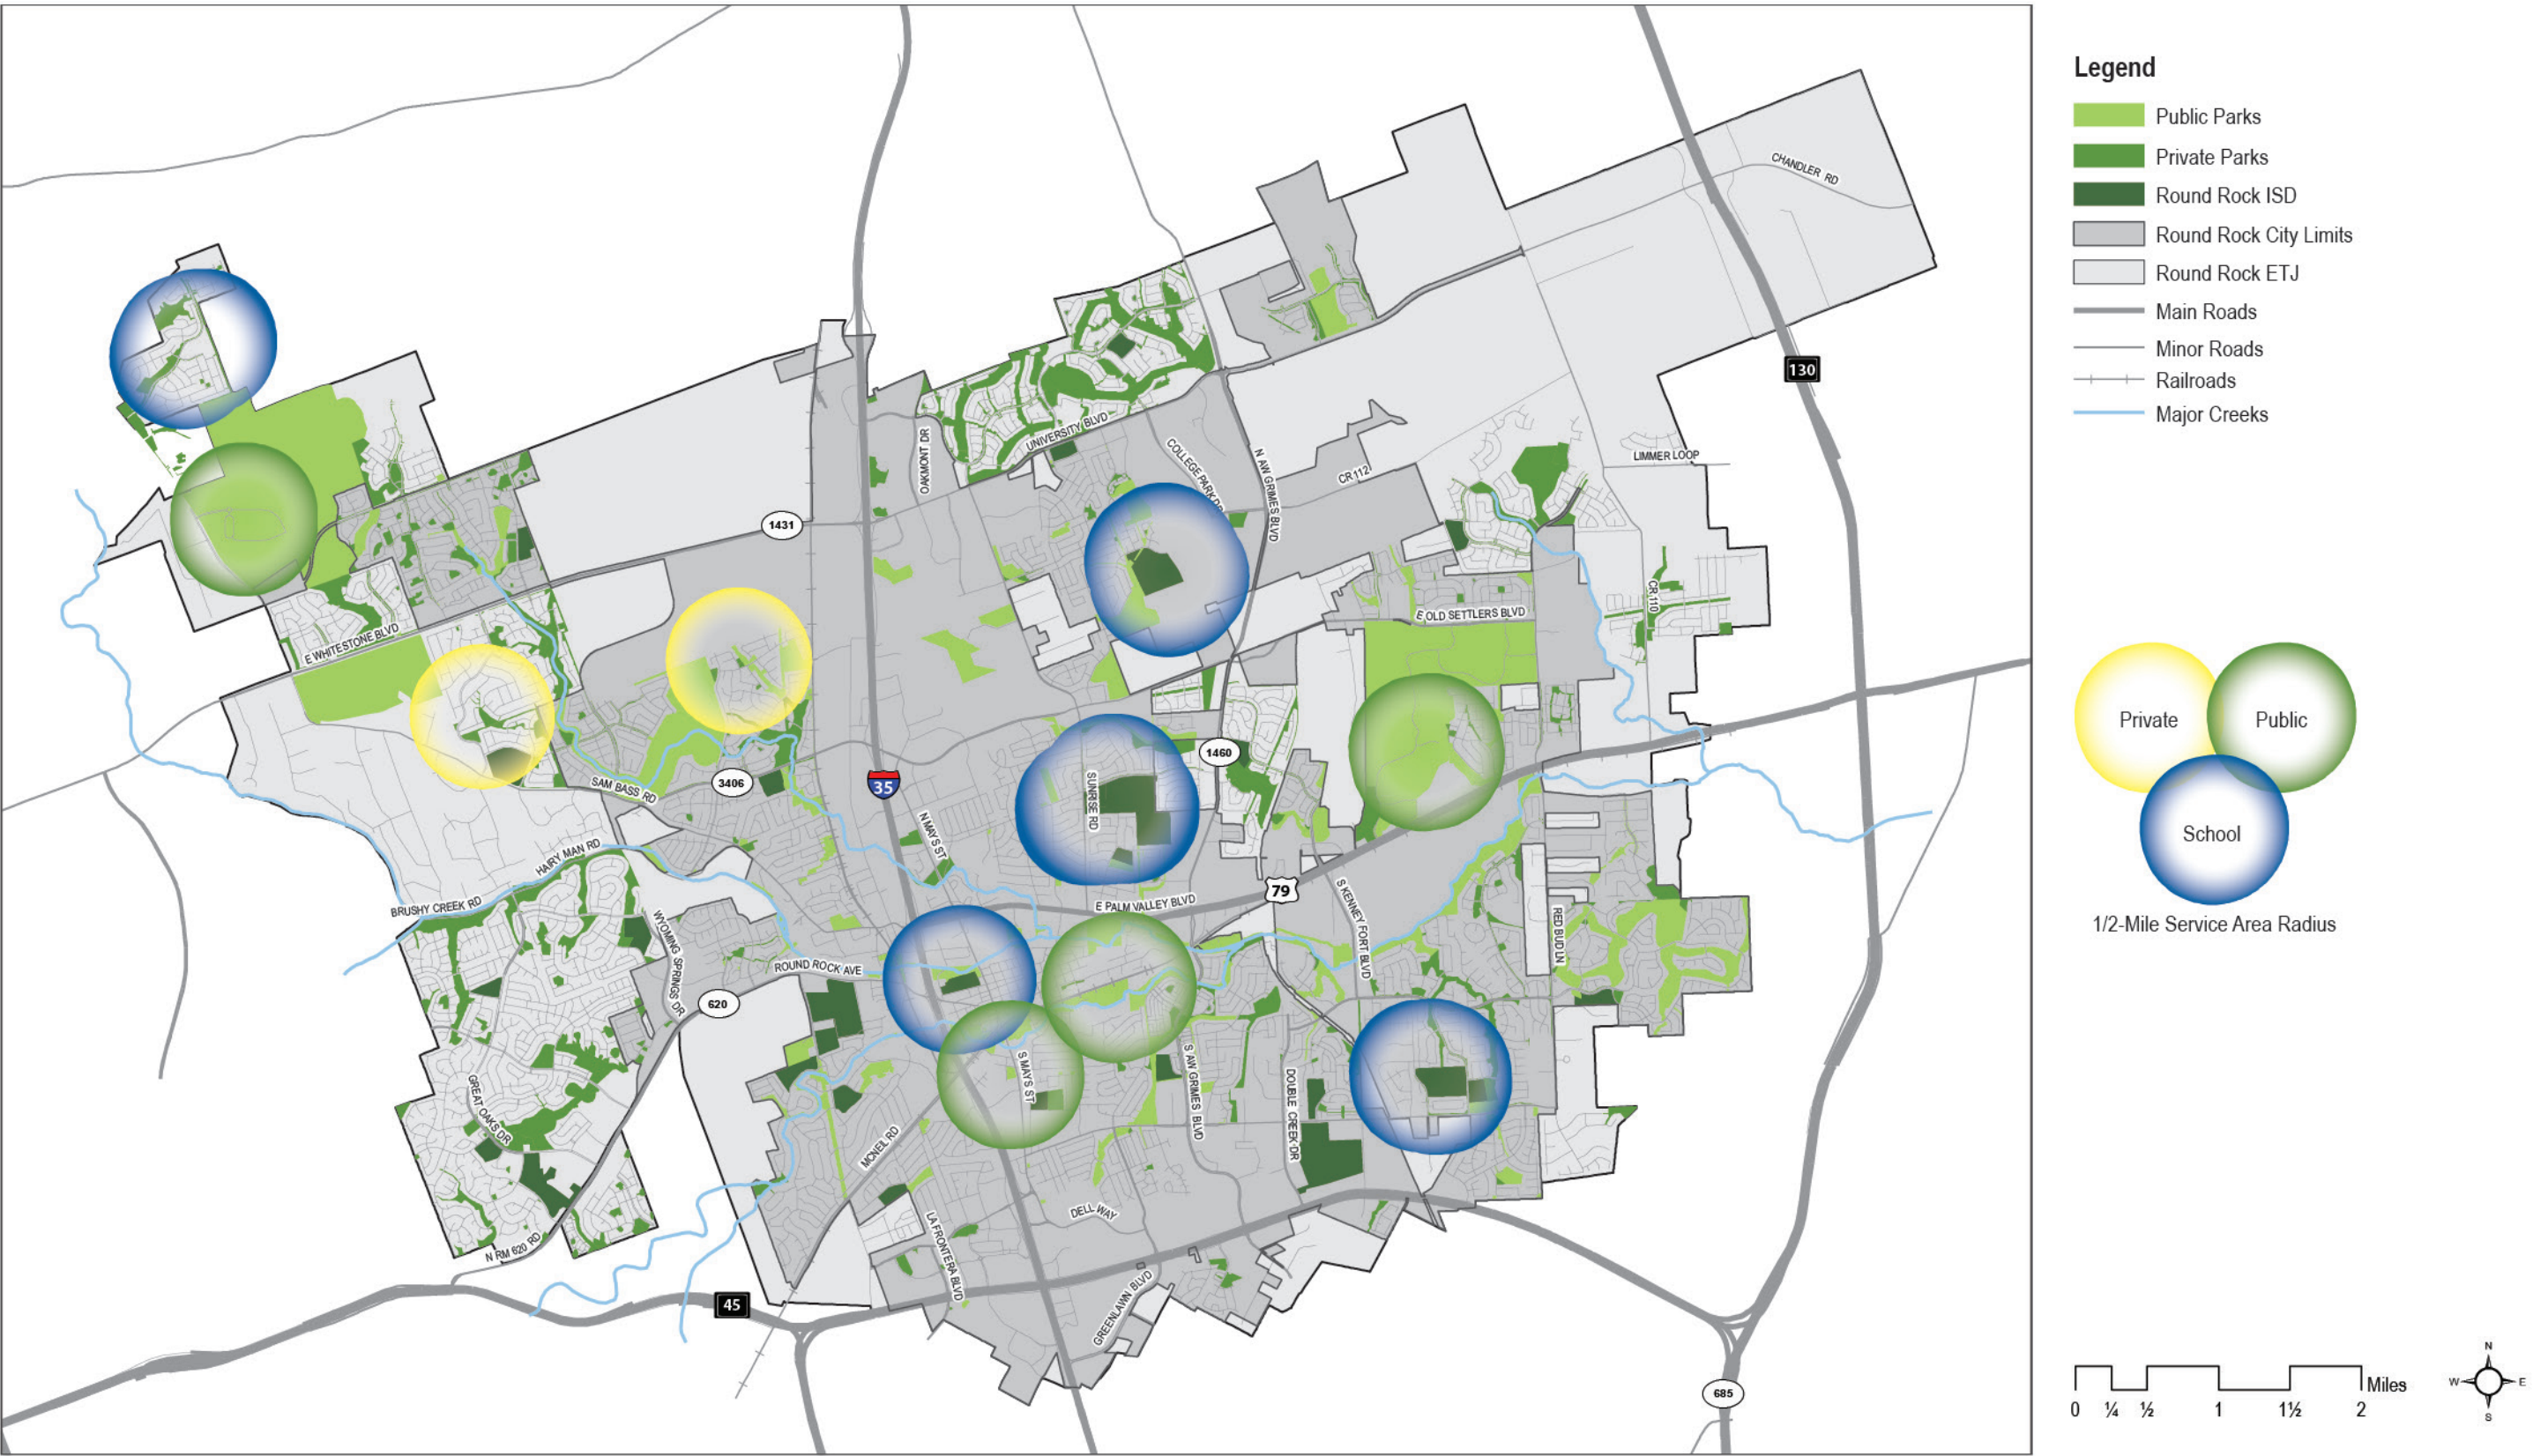 CHANDLER RD
130
LIMMER LOOP
UNIVERSITY BLVD
OAKMONT DR
COLLEGE PARK DR
N AW GRIMES BLVD
CR 112
1431
CR 110
E OLD SETTLERS BLVD
E WHITESTONE BLVD
SAM BASS RD
3406
35
SUNRISE RD
1460
N MAYS ST
HAIRY MAN RD
BRUSHY CREEK RD
79
E PALM VALLEY BLVD
S KENNEY FORT BLVD
RED BUD LN
WYOMING SPRINGS DR
ROUND ROCK AVE
620
S MAYS ST
S AW GRIMES BLVD
DOUBLE CREEK DR
GREAT OAKS DR
MCNEIL RD
DELL WAY
LA FRONTERA BLVD
N RM 620 RD
GREENLAWN BLVD
45
685
Legend
Public Parks
Private Parks
Round Rock ISD
Round Rock City Limits
Round Rock ETJ
Main Roads
Minor Roads
Railroads
Major Creeks
Private
Public
School
1/2-Mile Service Area Radius
Miles
0 ¼ ½ 1 1½ 2
N
W E
S